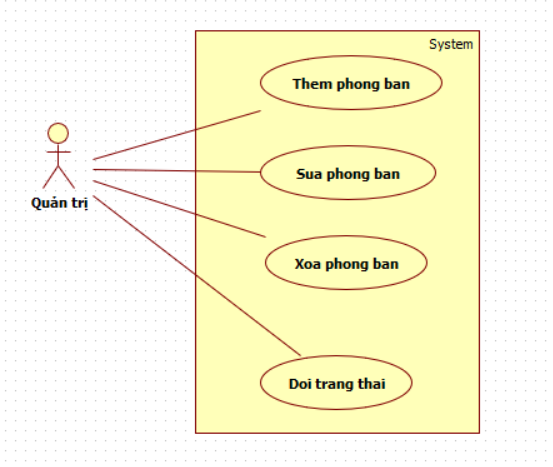 System
Them phong ban
Sua phong ban
Quản trị
Xoa phong ban
Doi trang thai